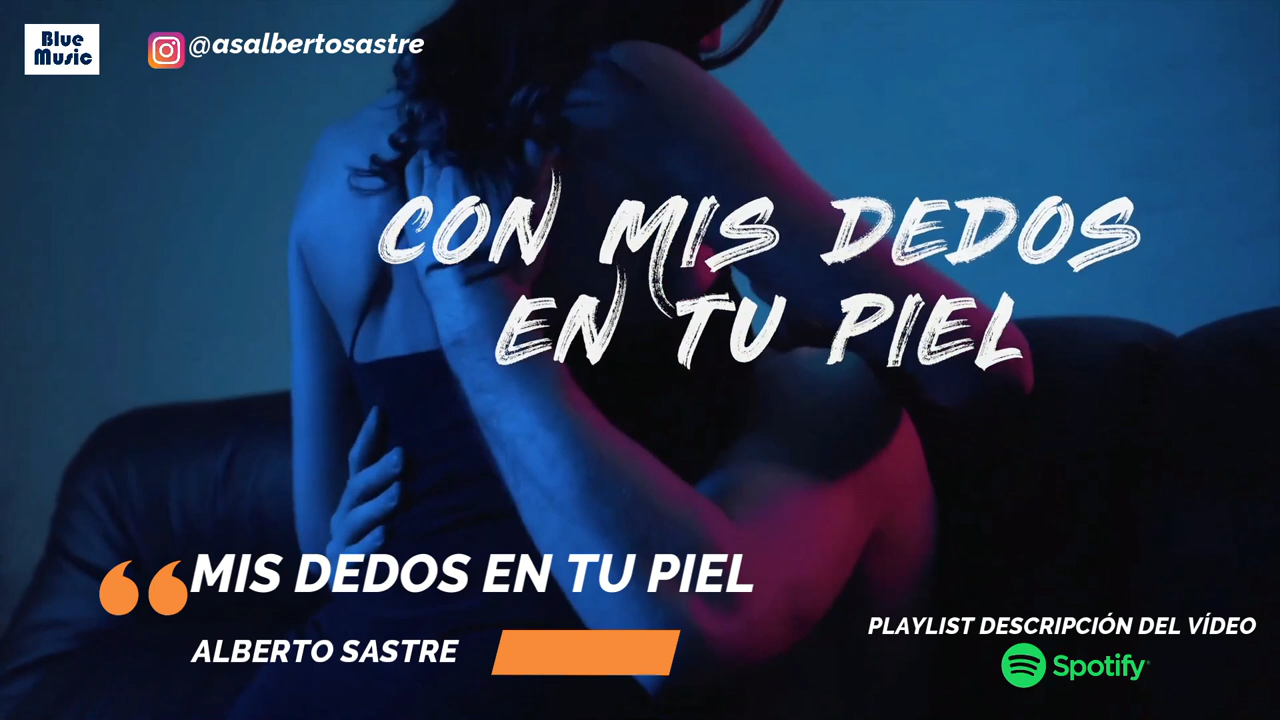 Blue
Music
@asalbertosastre
CON MIS DEDOS
EN TU PIEL
MIS DEDOS EN TU PIEL
ALBERTO SASTRE
PLAYLIST DESCRIPCIÓN DEL VÍDEO
Spotify